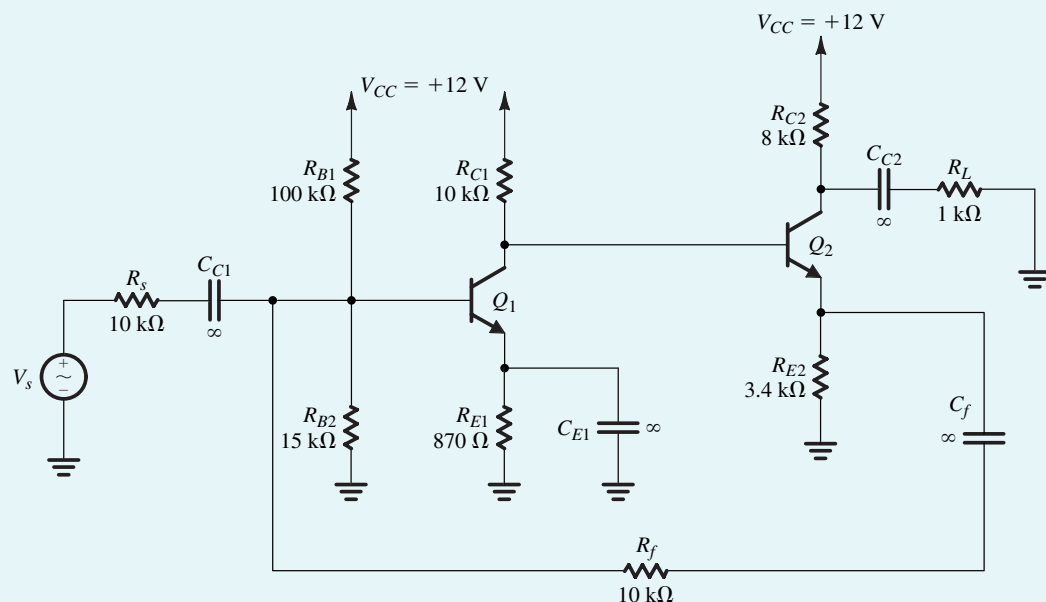 V_CC = +12 V
V_CC = +12 V
R_C2
8 kΩ
R_B1
100 kΩ
R_C1
10 kΩ
C_C2
∞
R_L
1 kΩ
Q_2
C_C1
∞
R_s
10 kΩ
Q_1
V_s
+
~
−
R_B2
15 kΩ
R_E1
870 Ω
C_E1
∞
R_E2
3.4 kΩ
C_f
∞
R_f
10 kΩ